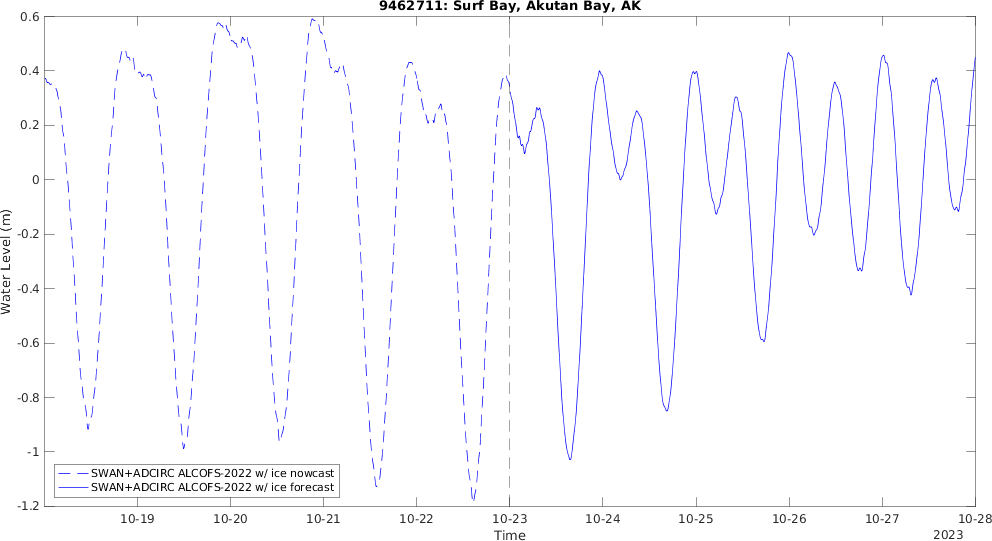 9462711: Surf Bay, Akutan Bay, AK
0.6
0.4
0.2
0
-0.2
-0.4
-0.6
-0.8
-1
-1.2
Water Level (m)
SWAN+ADCIRC ALCOFS-2022 w/ ice nowcast
SWAN+ADCIRC ALCOFS-2022 w/ ice forecast
10-19 10-20 10-21 10-22 10-23 10-24 10-25 10-26 10-27 10-28
Time
2023